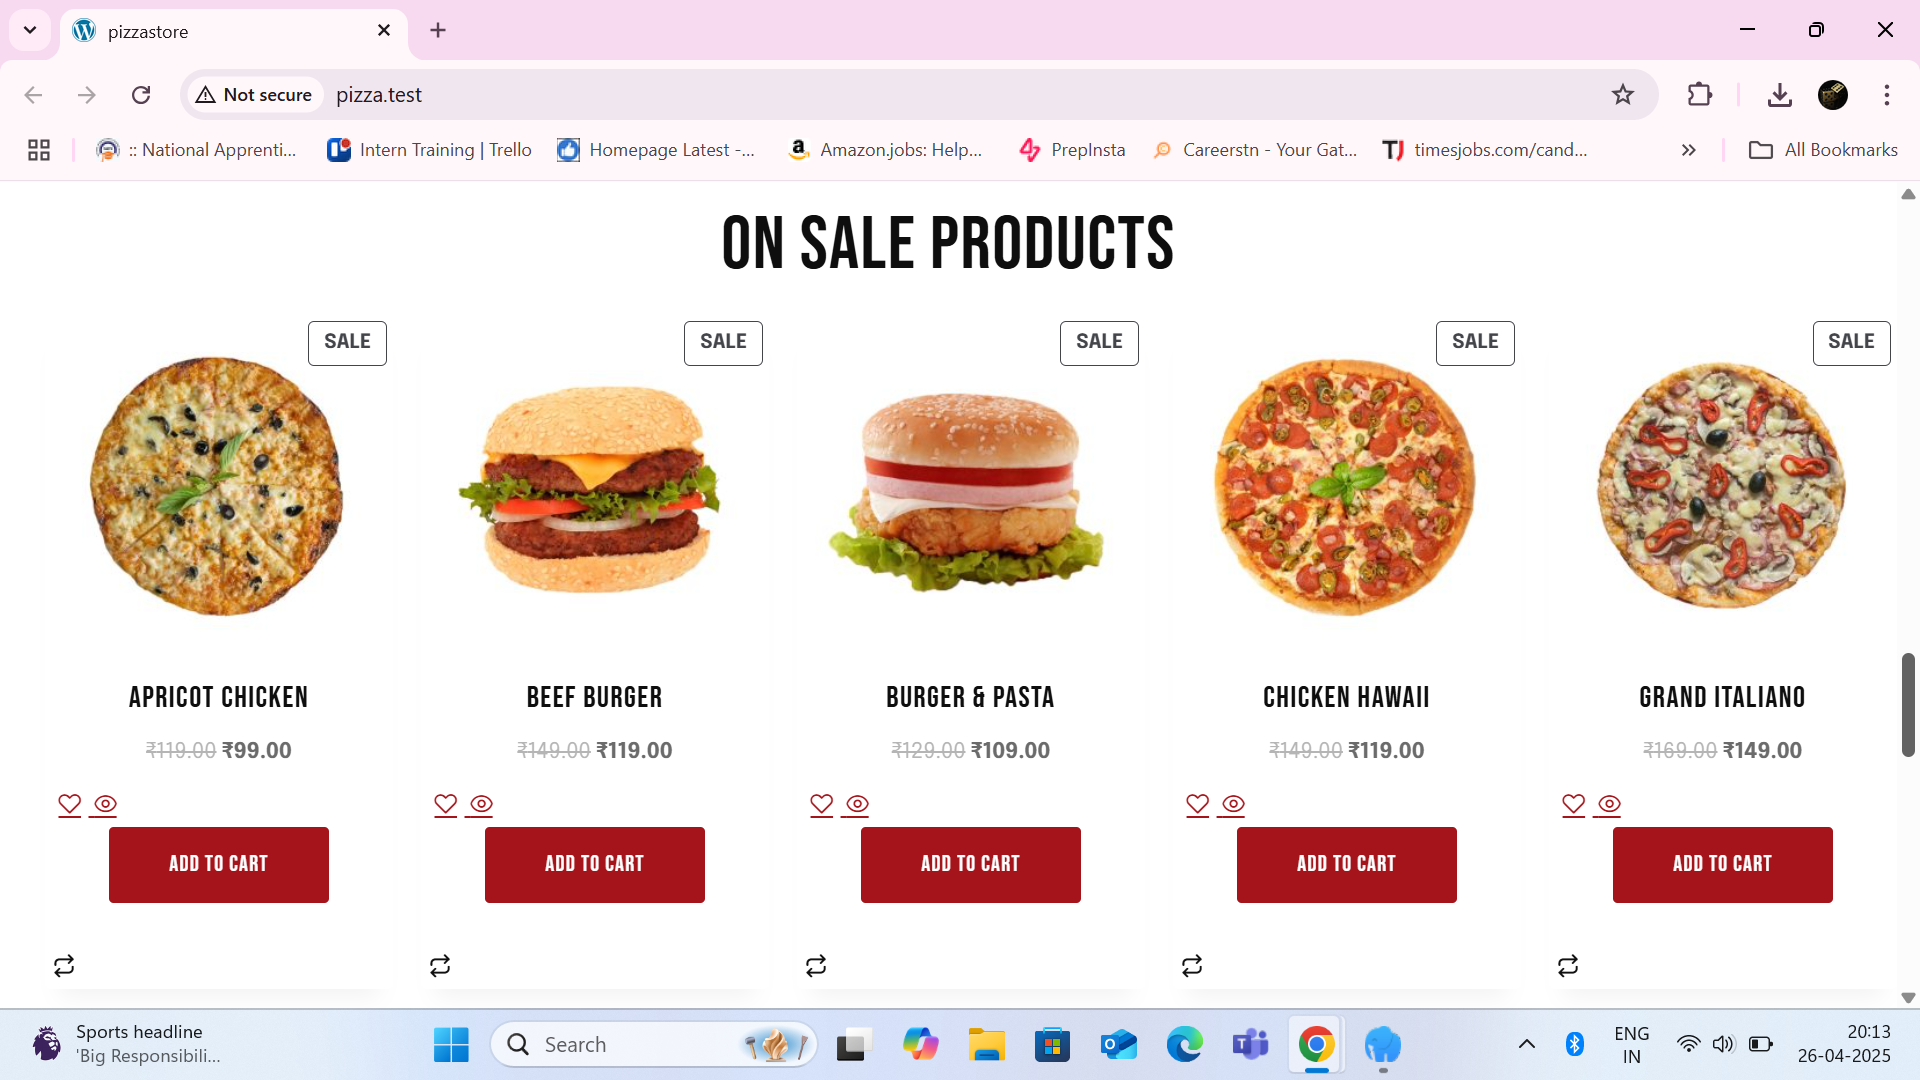 pizzastore
Not secure
pizza.test
:: National Apprenti...
Intern Training | Trello
Homepage Latest -...
Amazon.jobs: Help...
PrepInsta
Careerstn - Your Gat...
timesjobs.com/cand...
All Bookmarks
ON SALE PRODUCTS
SALE SALE SALE SALE SALE
APRICOT CHICKEN BEEF BURGER BURGER & PASTA CHICKEN HAWAII GRAND ITALIANO
₹119.00 ₹99.00 ₹149.00 ₹119.00 ₹129.00 ₹109.00 ₹149.00 ₹119.00 ₹169.00 ₹149.00
ADD TO CART ADD TO CART ADD TO CART ADD TO CART ADD TO CART
Sports headline
'Big Responsibili...
Search
ENG
IN
20:13
26-04-2025